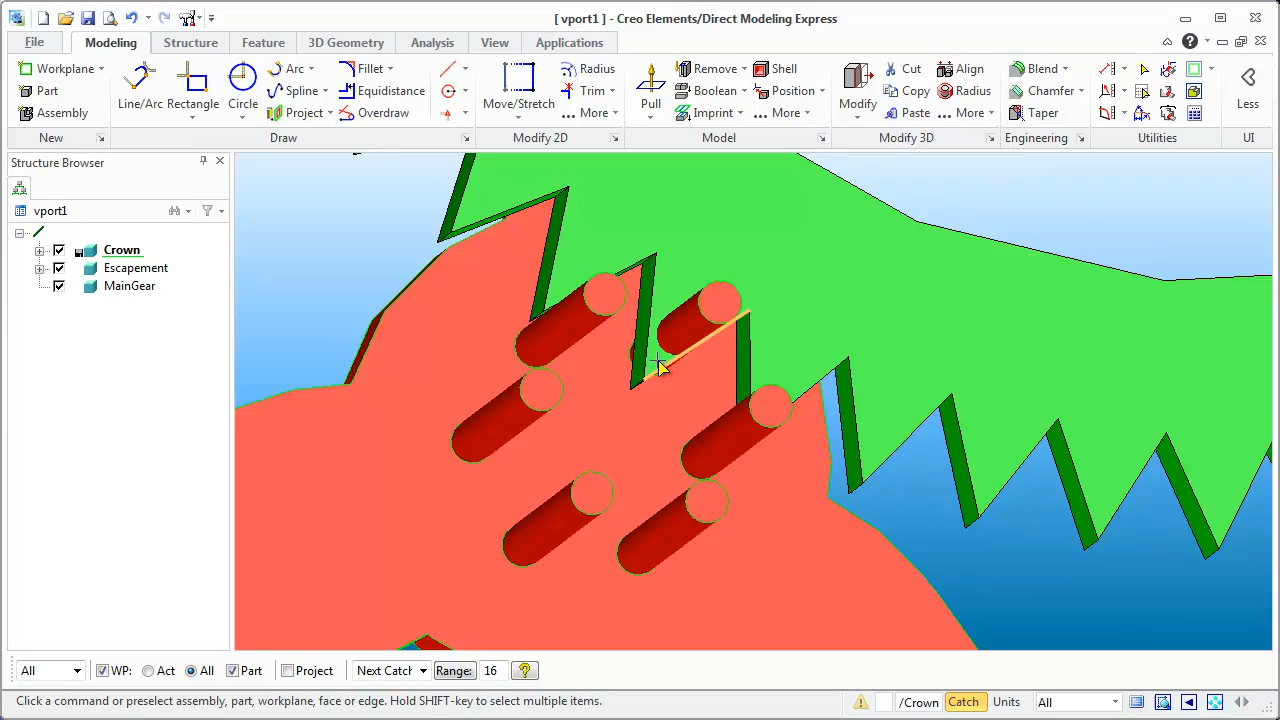 [ vport1 ] - Creo Elements/Direct Modeling Express
File Modeling Structure Feature 3D Geometry Analysis View Applications
Workplane Part Assembly
New
Line/Arc Rectangle Circle Arc Spline Project Fillet Equidistance Overdraw
Draw
Move/Stretch Radius Trim ... More
Modify 2D
Pull Remove Boolean Imprint Shell Position ... More
Model
Modify Cut Copy Paste Align Radius ... More
Modify 3D
Blend Chamfer Taper
Engineering
Utilities
Less
UI
Structure Browser
vport1
Crown
Escapement
MainGear
All WP: Act All Part Project Next Catch Range: 16
Click a command or preselect assembly, part, workplane, face or edge. Hold SHIFT-key to select multiple items. /Crown Catch Units All